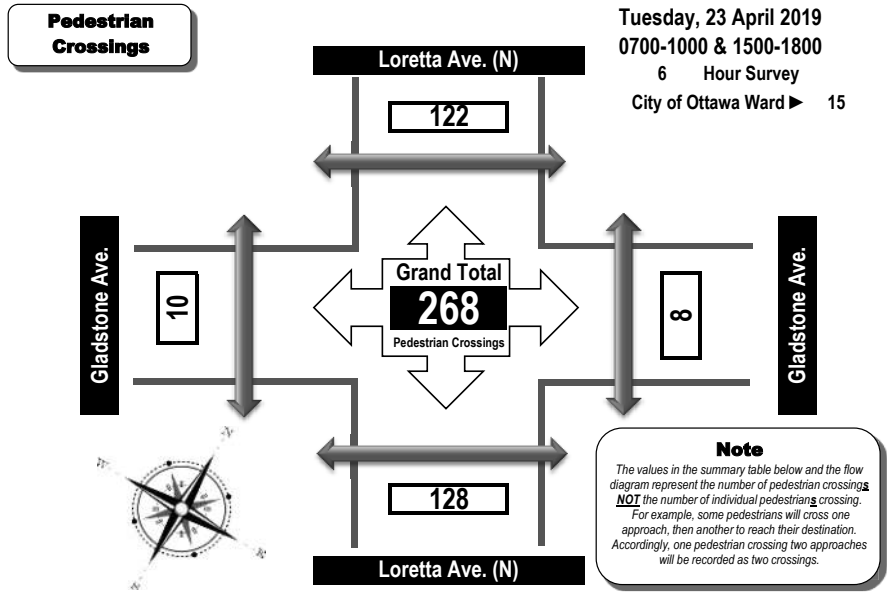 Pedestrian
Crossings
Tuesday, 23 April 2019
0700-1000 & 1500-1800
6 Hour Survey
City of Ottawa Ward ► 15
Loretta Ave. (N)
122
Gladstone Ave.
10
Grand Total
268
Pedestrian Crossings
8
Gladstone Ave.
128
Loretta Ave. (N)
N
E
S
W
Note
The values in the summary table below and the flow
diagram represent the number of pedestrian crossings
NOT the number of individual pedestrians crossing.
For example, some pedestrians will cross one
approach, then another to reach their destination.
Accordingly, one pedestrian crossing two approaches
will be recorded as two crossings.